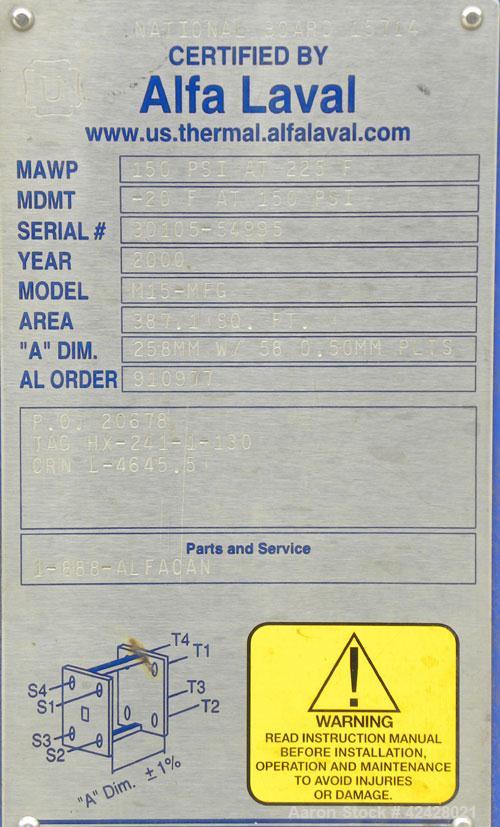 NATIONAL BOARD 15714
U
CERTIFIED BY
Alfa Laval
www.us.thermal.alfalaval.com
MAWP 150 PSI AT 225 F
MDMT -20 F AT 150 PSI
SERIAL # 30105-54995
YEAR 2000
MODEL M15-MFG
AREA 387.1 SQ. FT.
"A" DIM. 258MM W/ 58 0.50MM PLTS
AL ORDER 910977
P.O. 20678
TAG HX-241-1-130
CRN L-4645.5
Parts and Service
1-888-ALFACAN
T4
T1
S4
S1
T3
T2
S3
S2
"A" Dim. ±1%
WARNING
READ INSTRUCTION MANUAL
BEFORE INSTALLATION,
OPERATION AND MAINTENANCE
TO AVOID INJURIES
OR DAMAGE.
Aaron Stock # 42428021